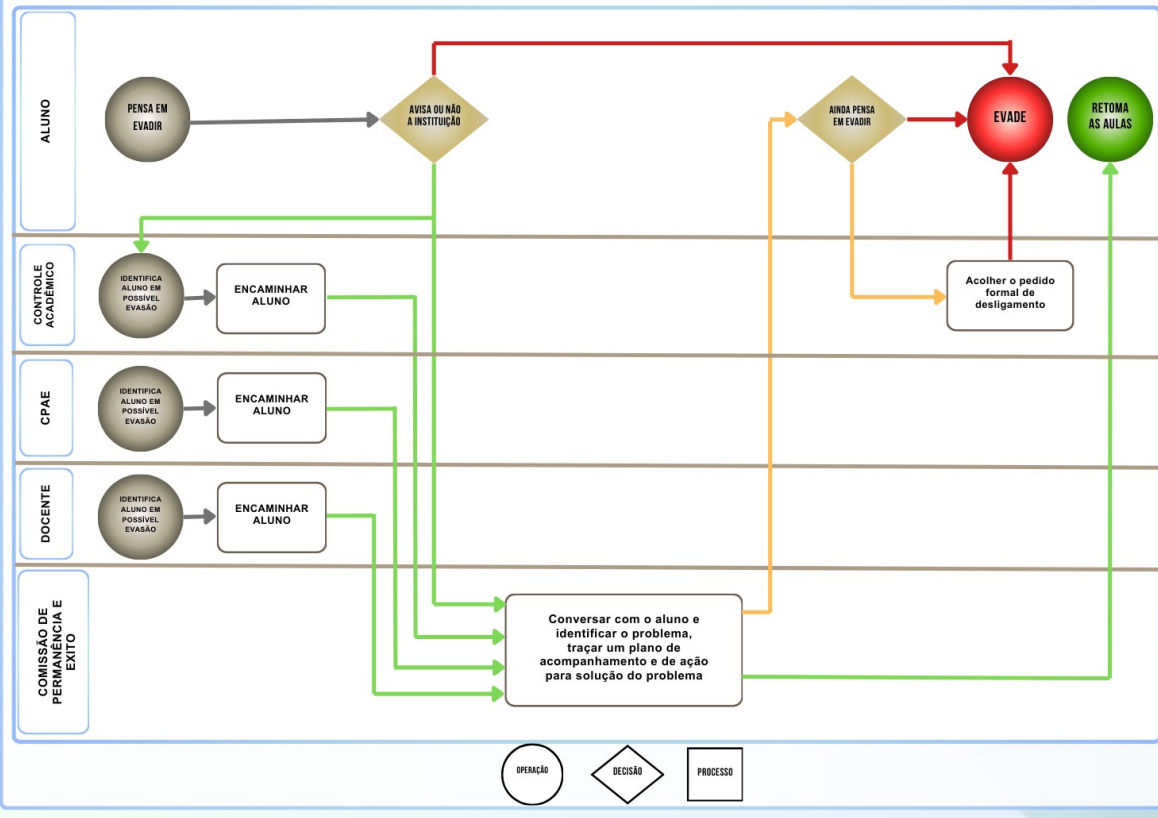 ALUNO
PENSA EM
EVADIR
AVISA OU NÃO
A INSTITUIÇÃO
AINDA PENSA
EM EVADIR
EVADE
RETOMA
AS AULAS
CONTROLE
ACADÊMICO
IDENTIFICA
ALUNO EM
POSSÍVEL
EVASÃO
ENCAMINHAR
ALUNO
Acolher o pedido
formal de
desligamento
CPAE
IDENTIFICA
ALUNO EM
POSSÍVEL
EVASÃO
ENCAMINHAR
ALUNO
DOCENTE
IDENTIFICA
ALUNO EM
POSSÍVEL
EVASÃO
ENCAMINHAR
ALUNO
COMISSÃO DE
PERMANÊNCIA E
EXITO
Conversar com o aluno e
identificar o problema,
traçar um plano de
acompanhamento e de ação
para solução do problema
OPERAÇÃO
DECISÃO
PROCESSO